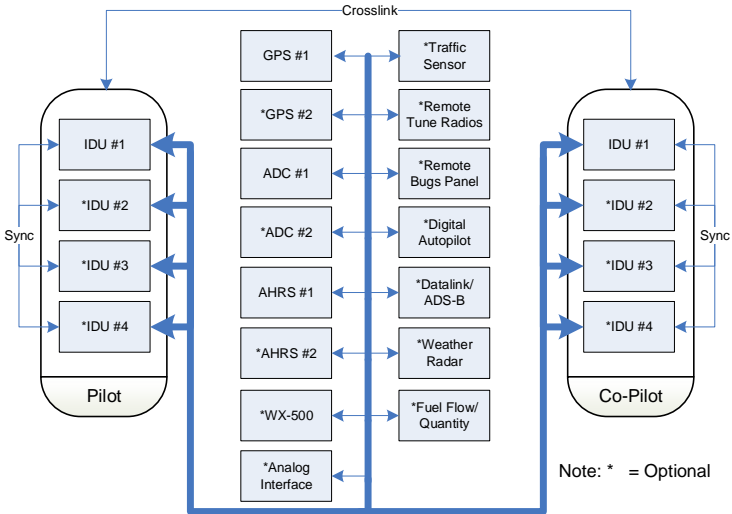 Crosslink
GPS #1
*Traffic
Sensor
*GPS #2
*Remote
Tune Radios
ADC #1
*Remote
Bugs Panel
*ADC #2
*Digital
Autopilot
AHRS #1
*Datalink/
ADS-B
*AHRS #2
*Weather
Radar
*WX-500
*Fuel Flow/
Quantity
*Analog
Interface
IDU #1
*IDU #2
Sync
*IDU #3
*IDU #4
Pilot
IDU #1
*IDU #2
Sync
*IDU #3
*IDU #4
Co-Pilot
Note: * = Optional